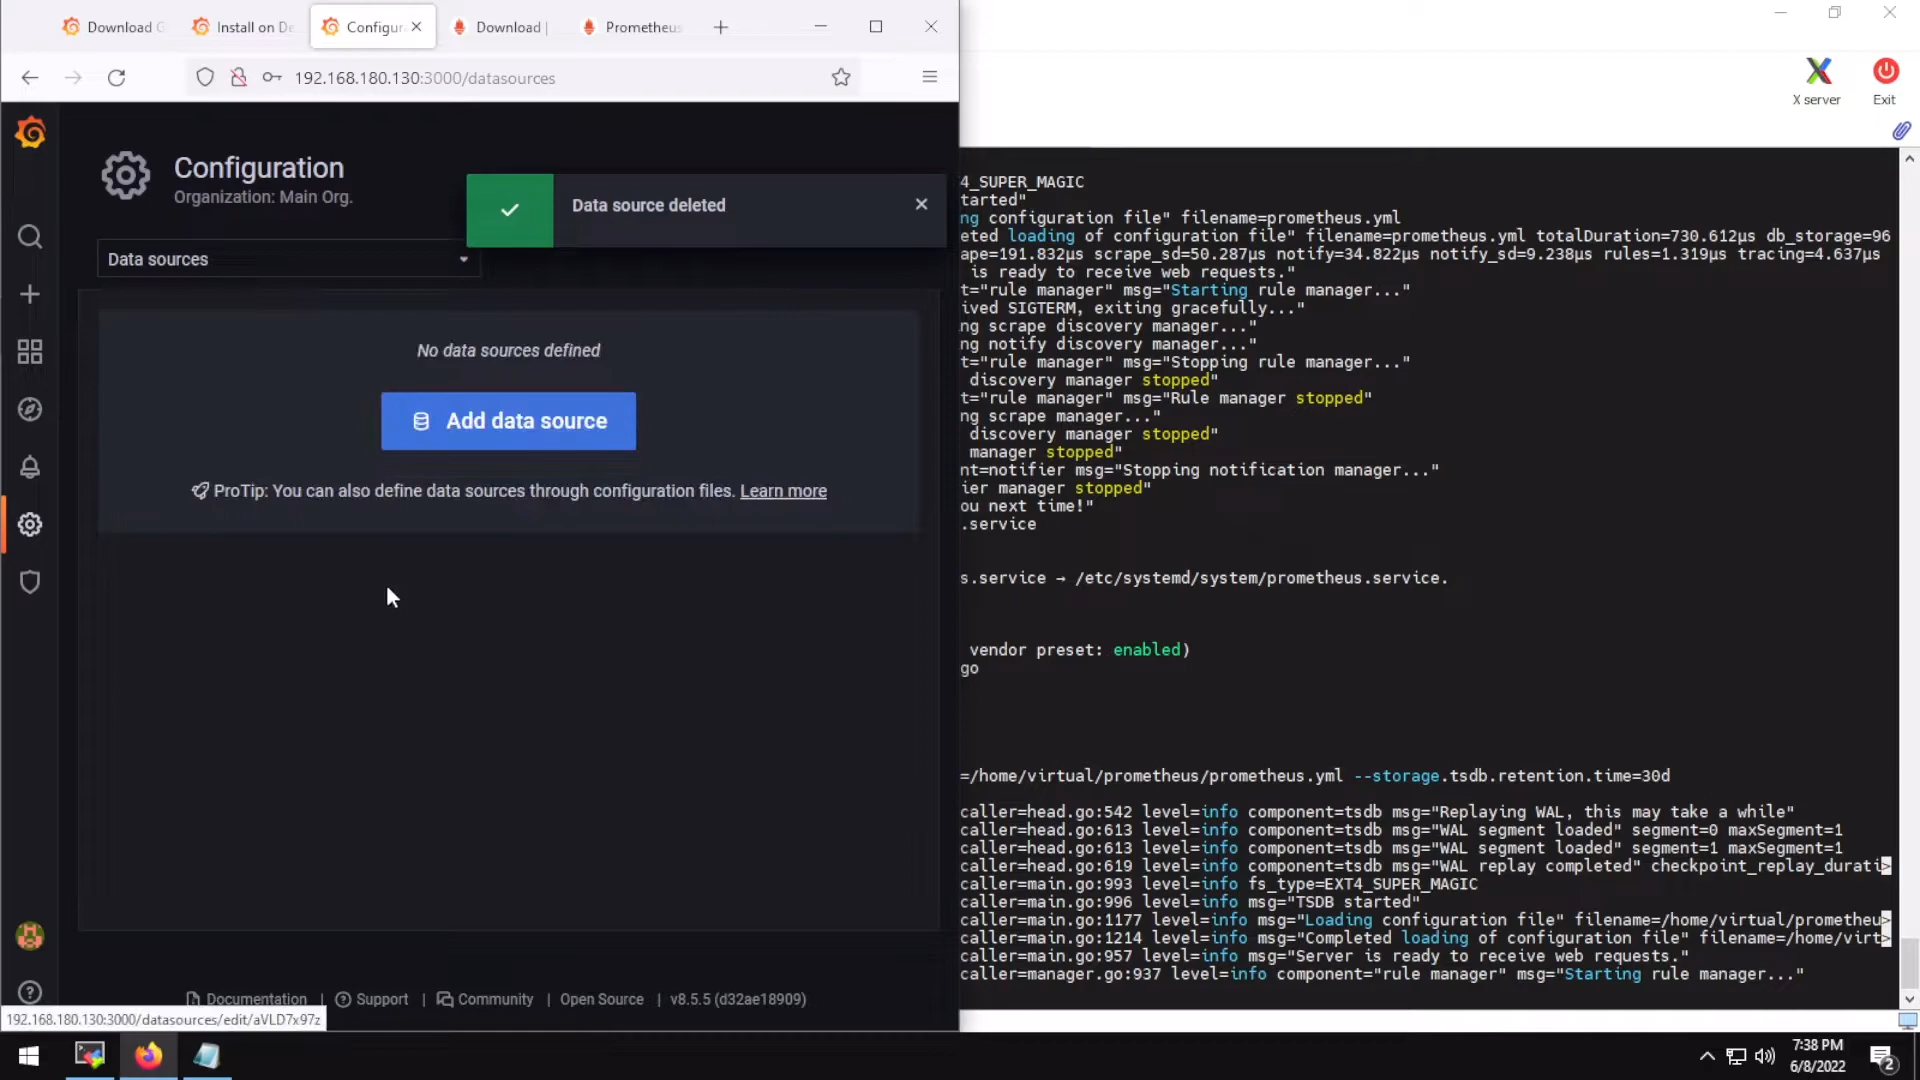 Download G
Install on De
Configur
Download |
Prometheus
192.168.180.130:3000/datasources
X server
Exit
Configuration
Organization: Main Org.
Data source deleted
Data sources
No data sources defined
Add data source
ProTip: You can also define data sources through configuration files. Learn more
Documentation | Support | Community | Open Source | v8.5.5 (d32ae18909)
192.168.180.130:3000/datasources/edit/aVLD7x97z
4_SUPER_MAGIC
tarted"
ng configuration file" filename=prometheus.yml
eted loading of configuration file" filename=prometheus.yml totalDuration=730.612µs db_storage=96
ape=191.832µs scrape_sd=50.287µs notify=34.822µs notify_sd=9.238µs rules=1.319µs tracing=4.637µs
is ready to receive web requests."
t="rule manager" msg="Starting rule manager..."
ived SIGTERM, exiting gracefully..."
ng scrape discovery manager..."
ng notify discovery manager..."
t="rule manager" msg="Stopping rule manager..."
discovery manager stopped"
t="rule manager" msg="Rule manager stopped"
ng scrape manager..."
discovery manager stopped"
manager stopped"
nt=notifier msg="Stopping notification manager..."
ier manager stopped"
ou next time!"
.service
s.service → /etc/systemd/system/prometheus.service.
vendor preset: enabled)
go
=/home/virtual/prometheus/prometheus.yml --storage.tsdb.retention.time=30d
caller=head.go:542 level=info component=tsdb msg="Replaying WAL, this may take a while"
caller=head.go:613 level=info component=tsdb msg="WAL segment loaded" segment=0 maxSegment=1
caller=head.go:613 level=info component=tsdb msg="WAL segment loaded" segment=1 maxSegment=1
caller=head.go:619 level=info component=tsdb msg="WAL replay completed" checkpoint_replay_durati>
caller=main.go:993 level=info fs_type=EXT4_SUPER_MAGIC
caller=main.go:996 level=info msg="TSDB started"
caller=main.go:1177 level=info msg="Loading configuration file" filename=/home/virtual/prometheu>
caller=main.go:1214 level=info msg="Completed loading of configuration file" filename=/home/virt>
caller=main.go:957 level=info msg="Server is ready to receive web requests."
caller=manager.go:937 level=info component="rule manager" msg="Starting rule manager..."
7:38 PM
6/8/2022
2